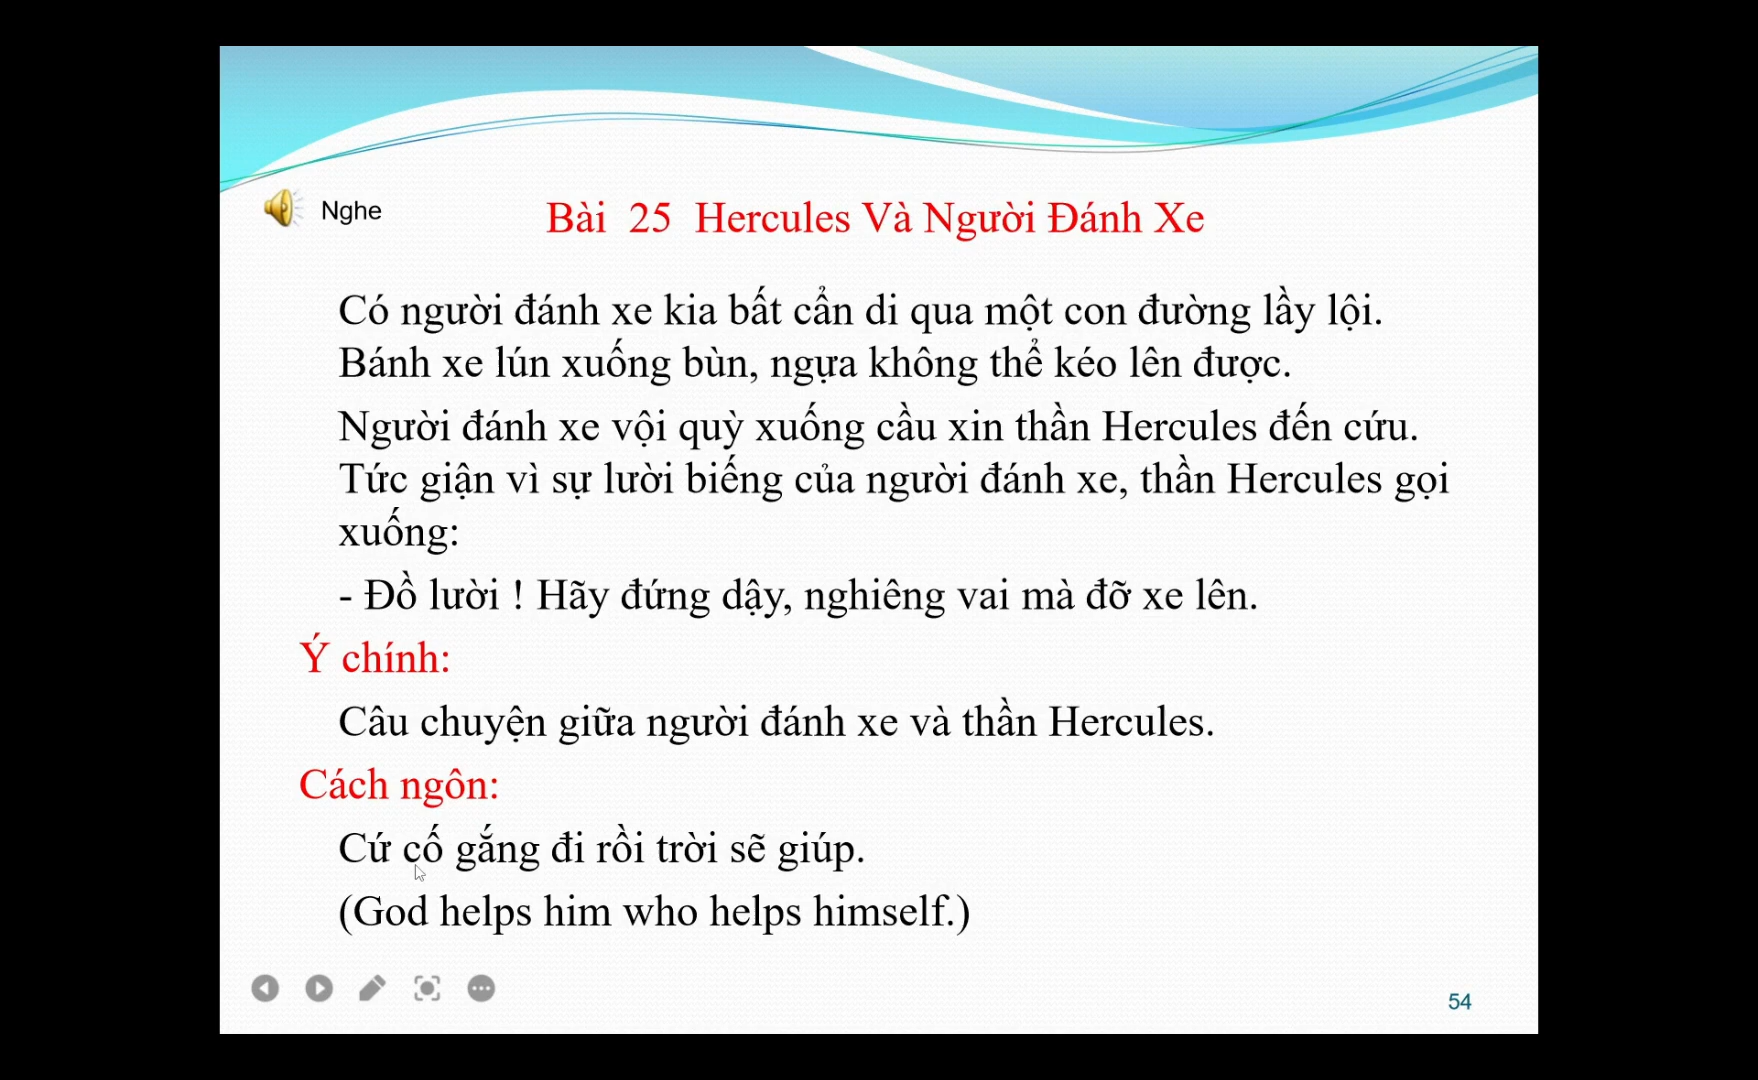 Nghe
Bài 25 Hercules Và Người Đánh Xe
Có người đánh xe kia bất cẩn di qua một con đường lầy lội.
Bánh xe lún xuống bùn, ngựa không thể kéo lên được.
Người đánh xe vội quỳ xuống cầu xin thần Hercules đến cứu.
Tức giận vì sự lười biếng của người đánh xe, thần Hercules gọi
xuống:
- Đồ lười ! Hãy đứng dậy, nghiêng vai mà đỡ xe lên.
Ý chính:
Câu chuyện giữa người đánh xe và thần Hercules.
Cách ngôn:
Cứ cố gắng đi rồi trời sẽ giúp.
(God helps him who helps himself.)
54